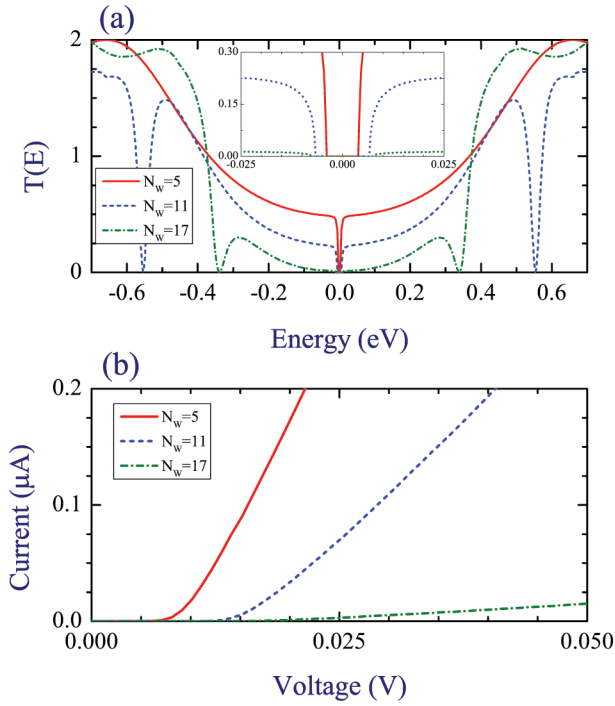 (a)
2
1
0
T(E)
0.30
0.15
0.00
-0.025
0.000
0.025
N_W=5
N_W=11
N_W=17
-0.6 -0.4 -0.2 0.0 0.2 0.4 0.6
Energy (eV)
(b)
0.2
0.1
0.0
Current (μA)
N_W=5
N_W=11
N_W=17
0.000 0.025 0.050
Voltage (V)